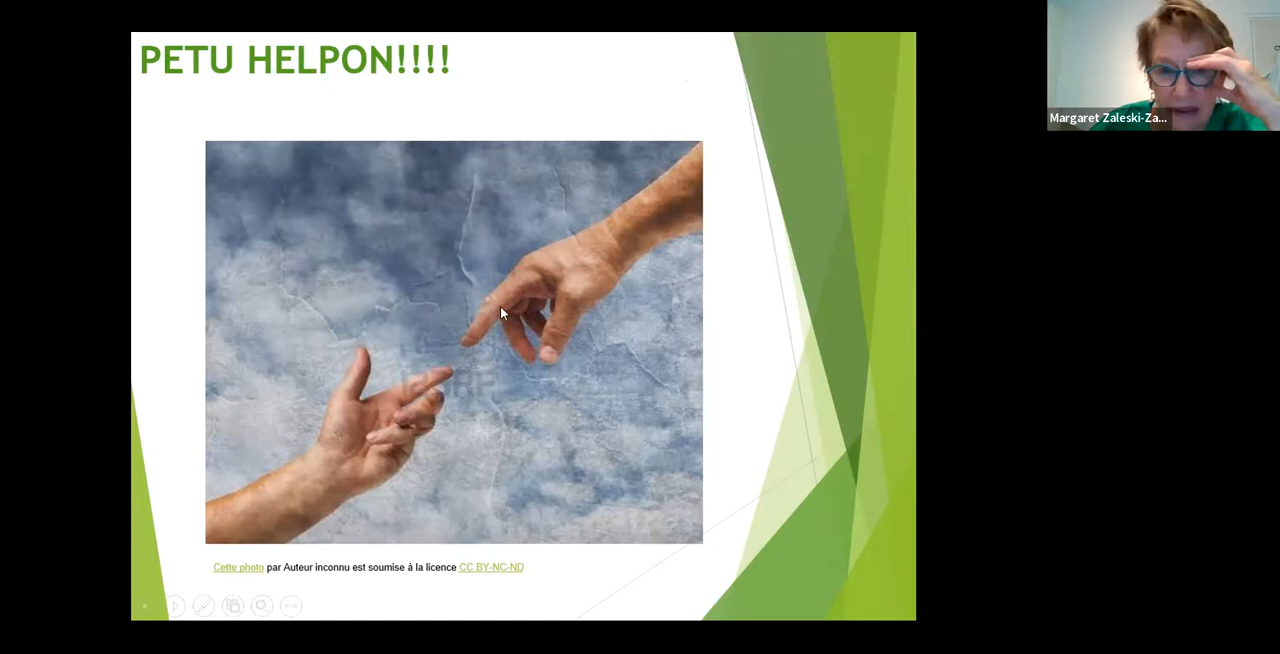 PETU HELPON!!!!
Margaret Zaleski-Za...
Cette photo par Auteur inconnu est soumise à la licence CC BY-NC-ND